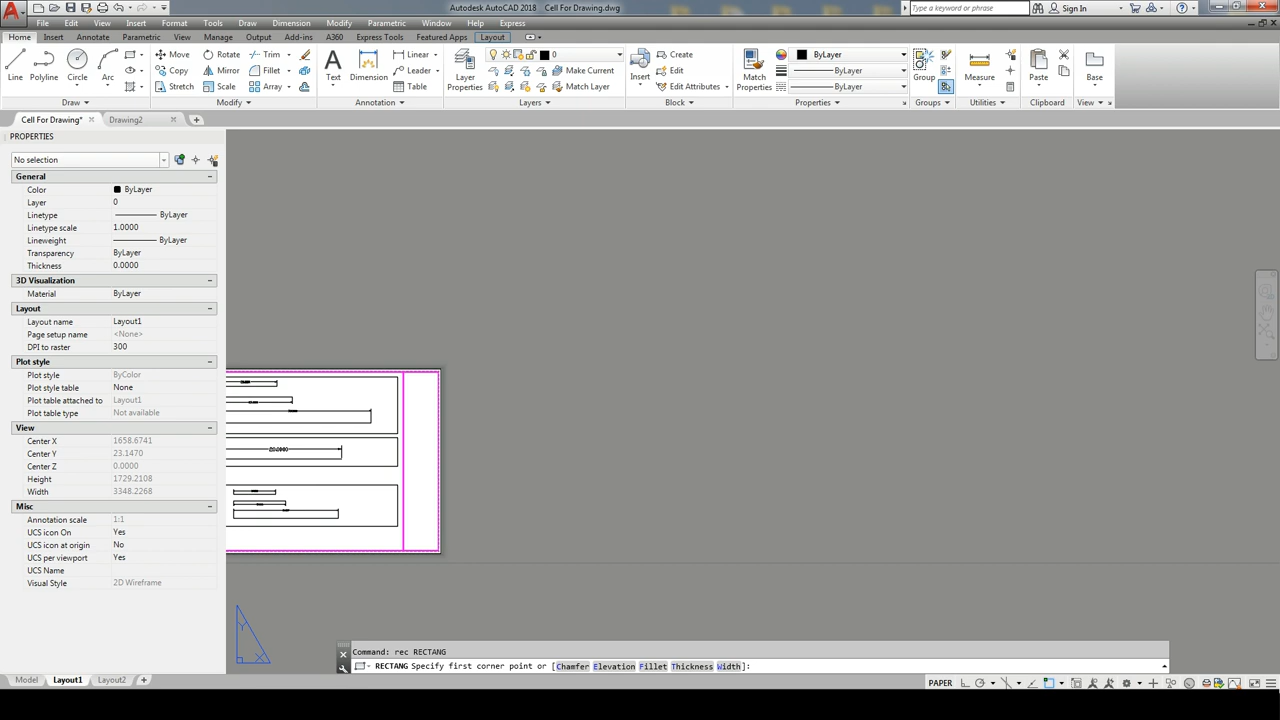 Autodesk AutoCAD 2018 Cell For Drawing.dwg
Type a keyword or phrase
Sign In
File Edit View Insert Format Tools Draw Dimension Modify Parametric Window Help Express
Home Insert Annotate Parametric View Manage Output Add-ins A360 Express Tools Featured Apps Layout
Line Polyline Circle Arc
Move Rotate Trim
Copy Mirror Fillet
Stretch Scale Array
Text Dimension
Linear
Leader
Table
Layer Properties
0
Make Current
Match Layer
Insert
Create
Edit
Edit Attributes
Match Properties
ByLayer
ByLayer
ByLayer
Group
Measure
Paste
Base
Draw Modify Annotation Layers Block Properties Groups Utilities Clipboard View
Cell For Drawing* Drawing2
PROPERTIES
No selection
General
Color ByLayer
Layer 0
Linetype ByLayer
Linetype scale 1.0000
Lineweight ByLayer
Transparency ByLayer
Thickness 0.0000
3D Visualization
Material ByLayer
Layout
Layout name Layout1
Page setup name <None>
DPI to raster 300
Plot style
Plot style ByColor
Plot style table None
Plot table attached to Layout1
Plot table type Not available
View
Center X 1658.6741
Center Y 23.1470
Center Z 0.0000
Height 1729.2108
Width 3348.2268
Misc
Annotation scale 1:1
UCS icon On Yes
UCS icon at origin No
UCS per viewport Yes
UCS Name
Visual Style 2D Wireframe
Y
X
Command: rec RECTANG
RECTANG Specify first corner point or [Chamfer Elevation Fillet Thickness Width]:
Model Layout1 Layout2
PAPER